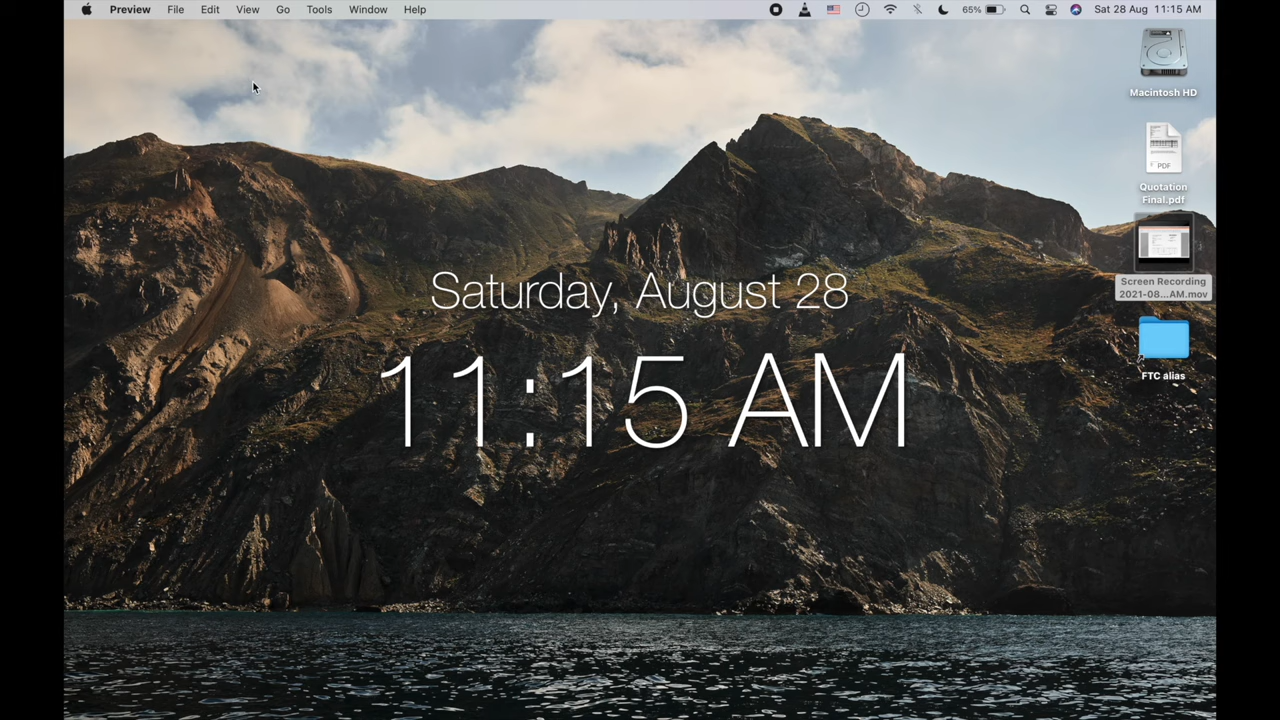 Preview File Edit View Go Tools Window Help 65% Sat 28 Aug 11:15 AM
Macintosh HD
PDF
Quotation
Final.pdf
Screen Recording
2021-08...AM.mov
FTC alias
Saturday, August 28
11:15 AM